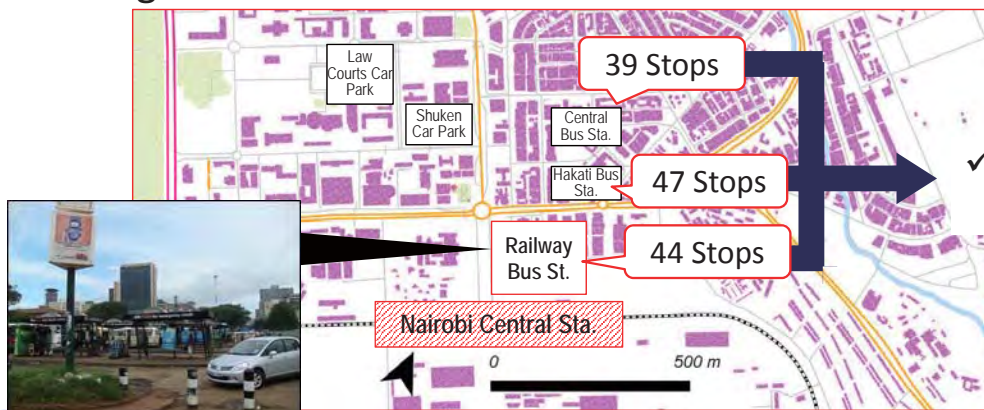 Law
Courts Car
Park
39 Stops
Shuken
Car Park
Central
Bus Sta.
Hakati Bus
Sta.
47 Stops
✓
Railway
Bus St.
44 Stops
Nairobi Central Sta.
0 500 m